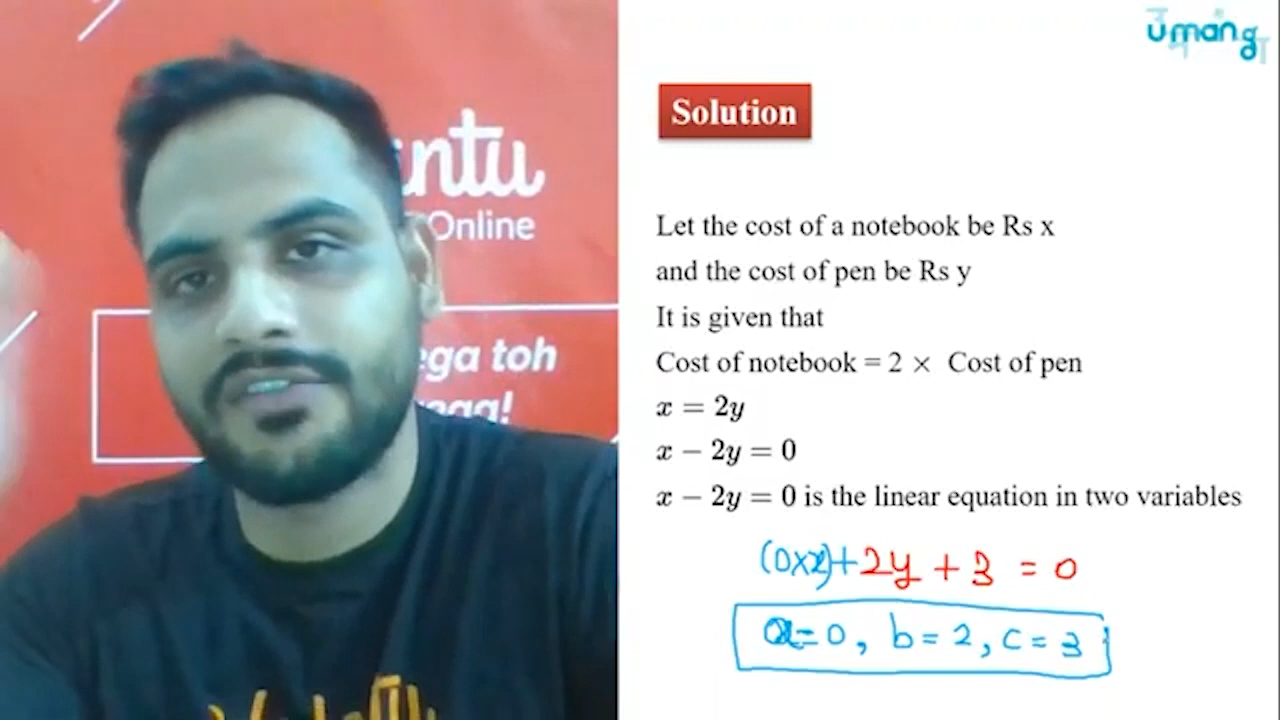 umang
Solution
Let the cost of a notebook be Rs x
and the cost of pen be Rs y
It is given that
Cost of notebook = 2 × Cost of pen
x = 2y
x − 2y = 0
x − 2y = 0 is the linear equation in two variables
(0xx)+2y + 3 = 0
a=0, b=2, c=3
intu
Online
ega toh